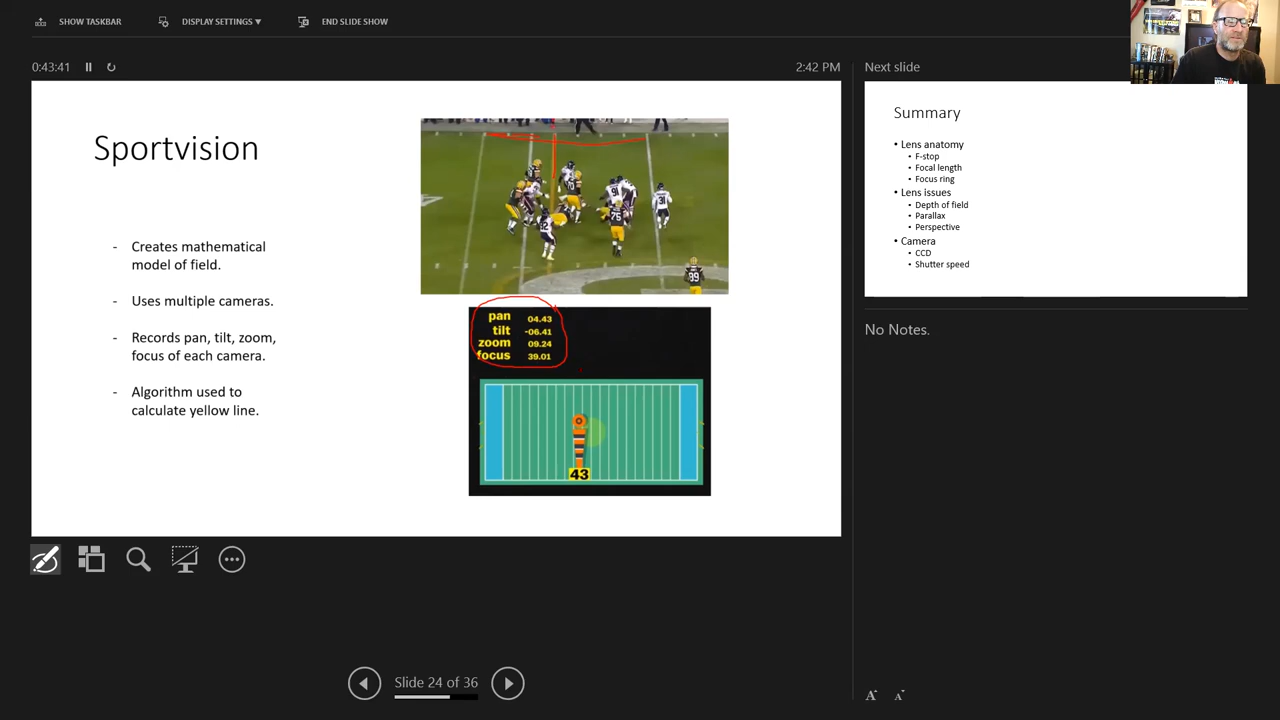 SHOW TASKBAR
DISPLAY SETTINGS
END SLIDE SHOW
0:43:41
2:42 PM
Sportvision
- Creates mathematical
model of field.
- Uses multiple cameras.
- Records pan, tilt, zoom,
focus of each camera.
- Algorithm used to
calculate yellow line.
91
75
31
89
pan 04.43
tilt -06.41
zoom 09.24
focus 39.01
43
Next slide
Summary
• Lens anatomy
• F-stop
• Focal length
• Focus ring
• Lens issues
• Depth of field
• Parallax
• Perspective
• Camera
• CCD
• Shutter speed
No Notes.
Slide 24 of 36
A A